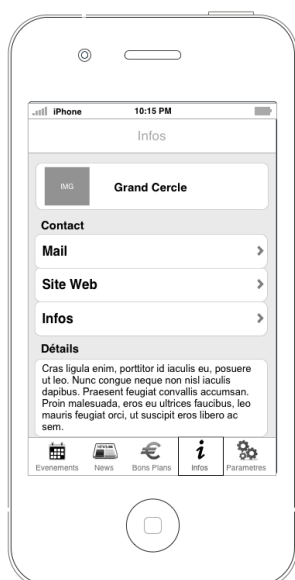 iPhone 10:15 PM
Infos
IMG Grand Cercle
Contact
Mail
Site Web
Infos
Détails
Cras ligula enim, porttitor id iaculis eu, posuere
ut leo. Nunc congue neque non nisl iaculis
dapibus. Praesent feugiat convallis accumsan.
Proin malesuada, eros eu ultrices faucibus, leo
mauris feugiat orci, ut suscipit eros libero ac
sem.
Evenements News Bons Plans Infos Parametres